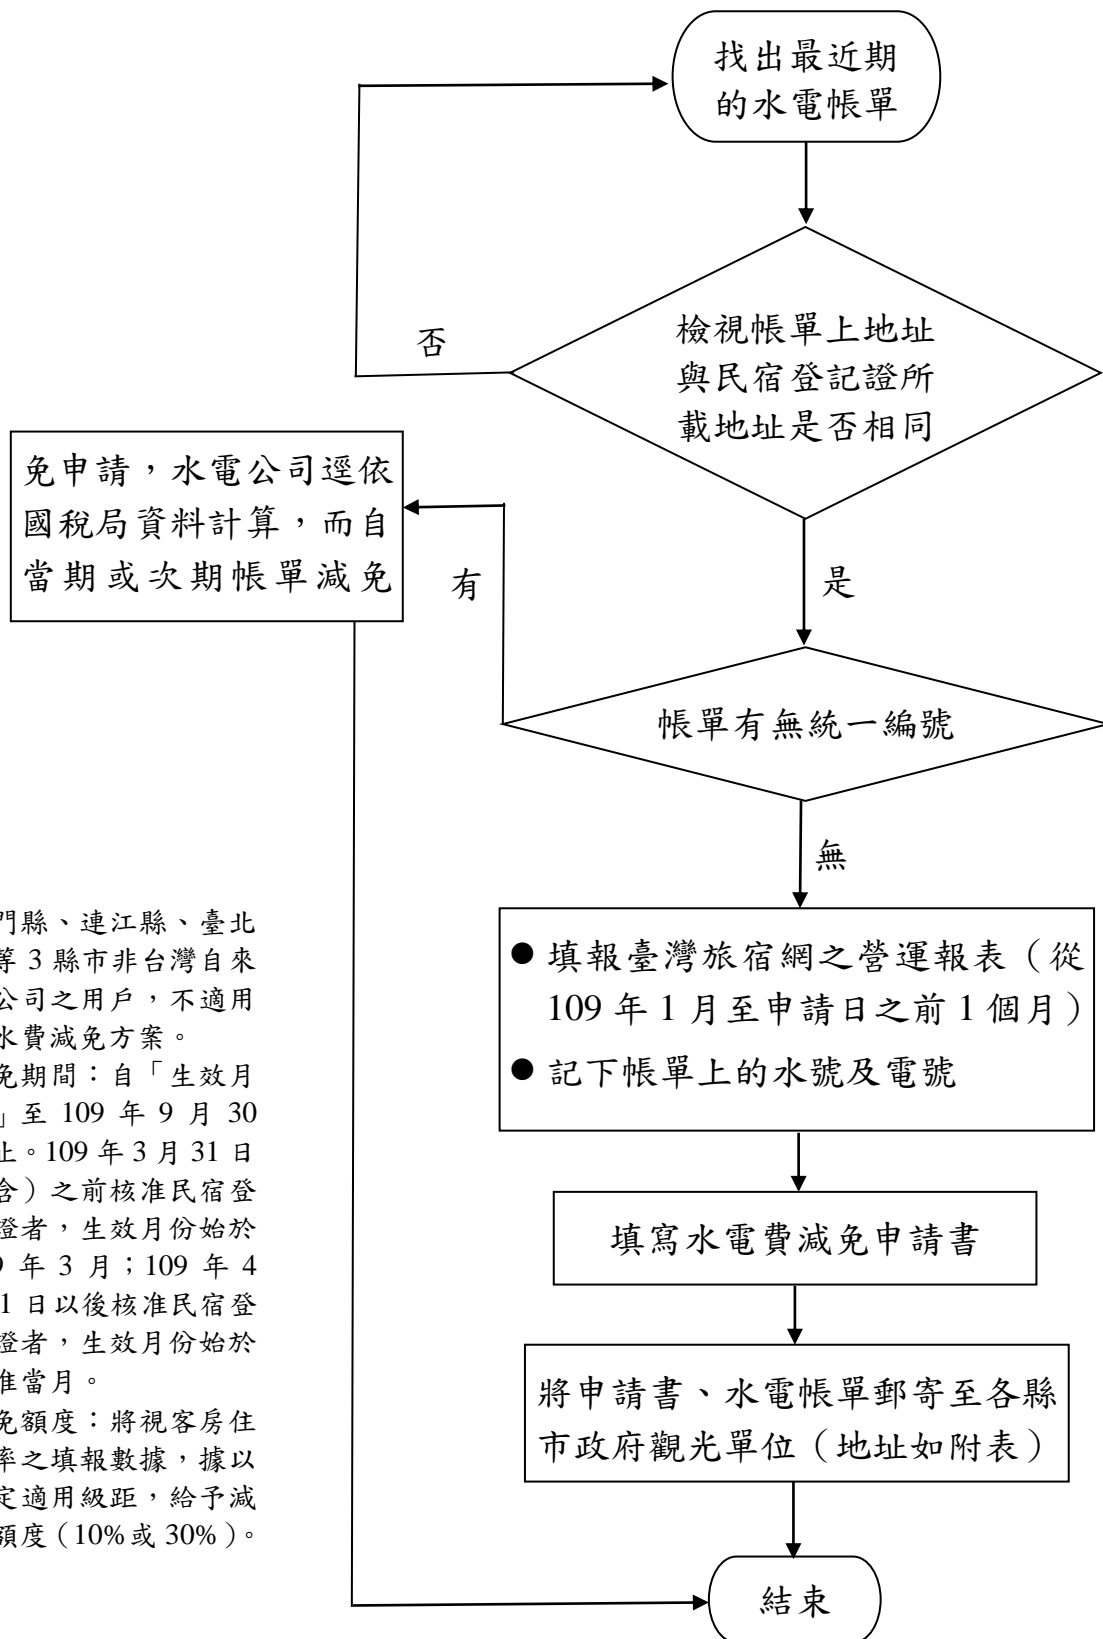 找出最近期
的水電帳單
檢視帳單上地址
與民宿登記證所
載地址是否相同
否
是
免申請，水電公司逕依
國稅局資料計算，而自
當期或次期帳單減免
有
帳單有無統一編號
無
● 填報臺灣旅宿網之營運報表（從
109 年 1 月至申請日之前 1 個月）
● 記下帳單上的水號及電號
填寫水電費減免申請書
將申請書、水電帳單郵寄至各縣
市政府觀光單位（地址如附表）
結束
門縣、連江縣、臺北
等 3 縣市非台灣自來
公司之用戶，不適用
水費減免方案。
免期間：自「生效月
」至 109 年 9 月 30
止。109 年 3 月 31 日
含）之前核准民宿登
證者，生效月份始於
9 年 3 月；109 年 4
1 日以後核准民宿登
證者，生效月份始於
准當月。
免額度：將視客房住
率之填報數據，據以
定適用級距，給予減
額度（10%或 30%）。